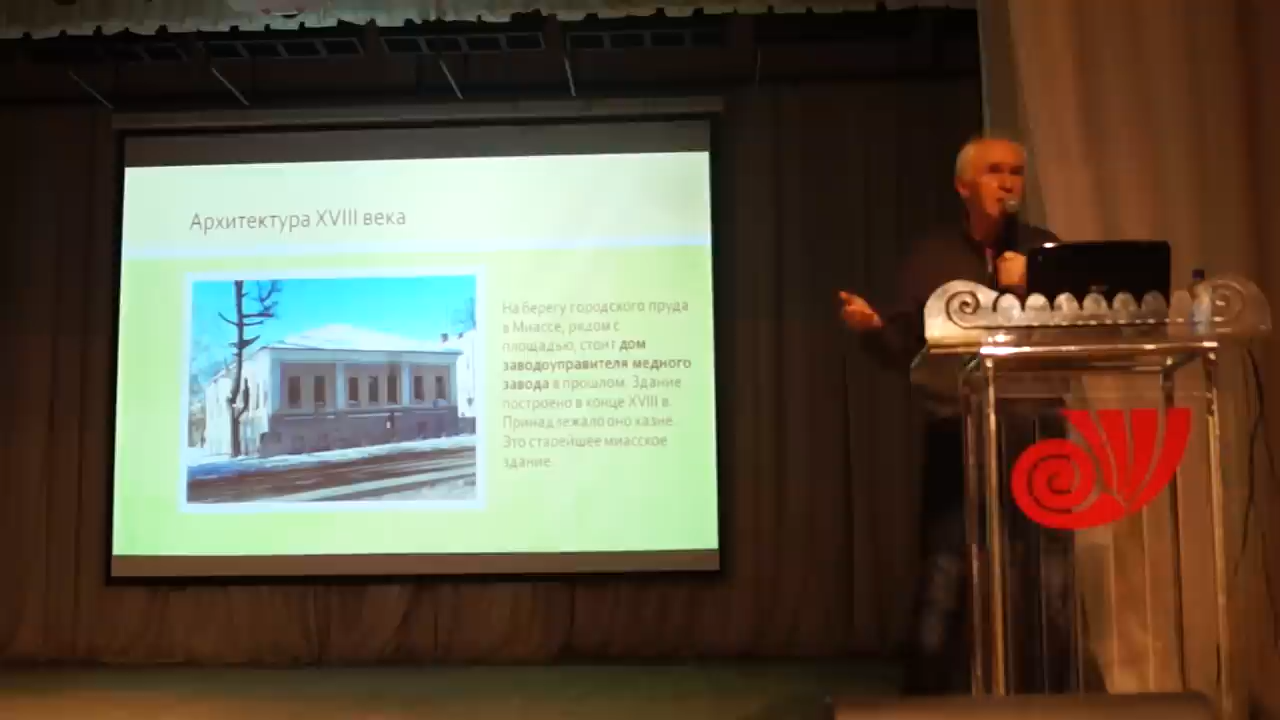 Архитектура XVIII века
На берегу городского пруда
в Миассе, рядом с
площадью, стоит дом
заводоуправителя медного
завода в прошлом. Здание
построено в конце XVIII в.
Принадлежало оно казне.
Это старейшее миасское
здание.